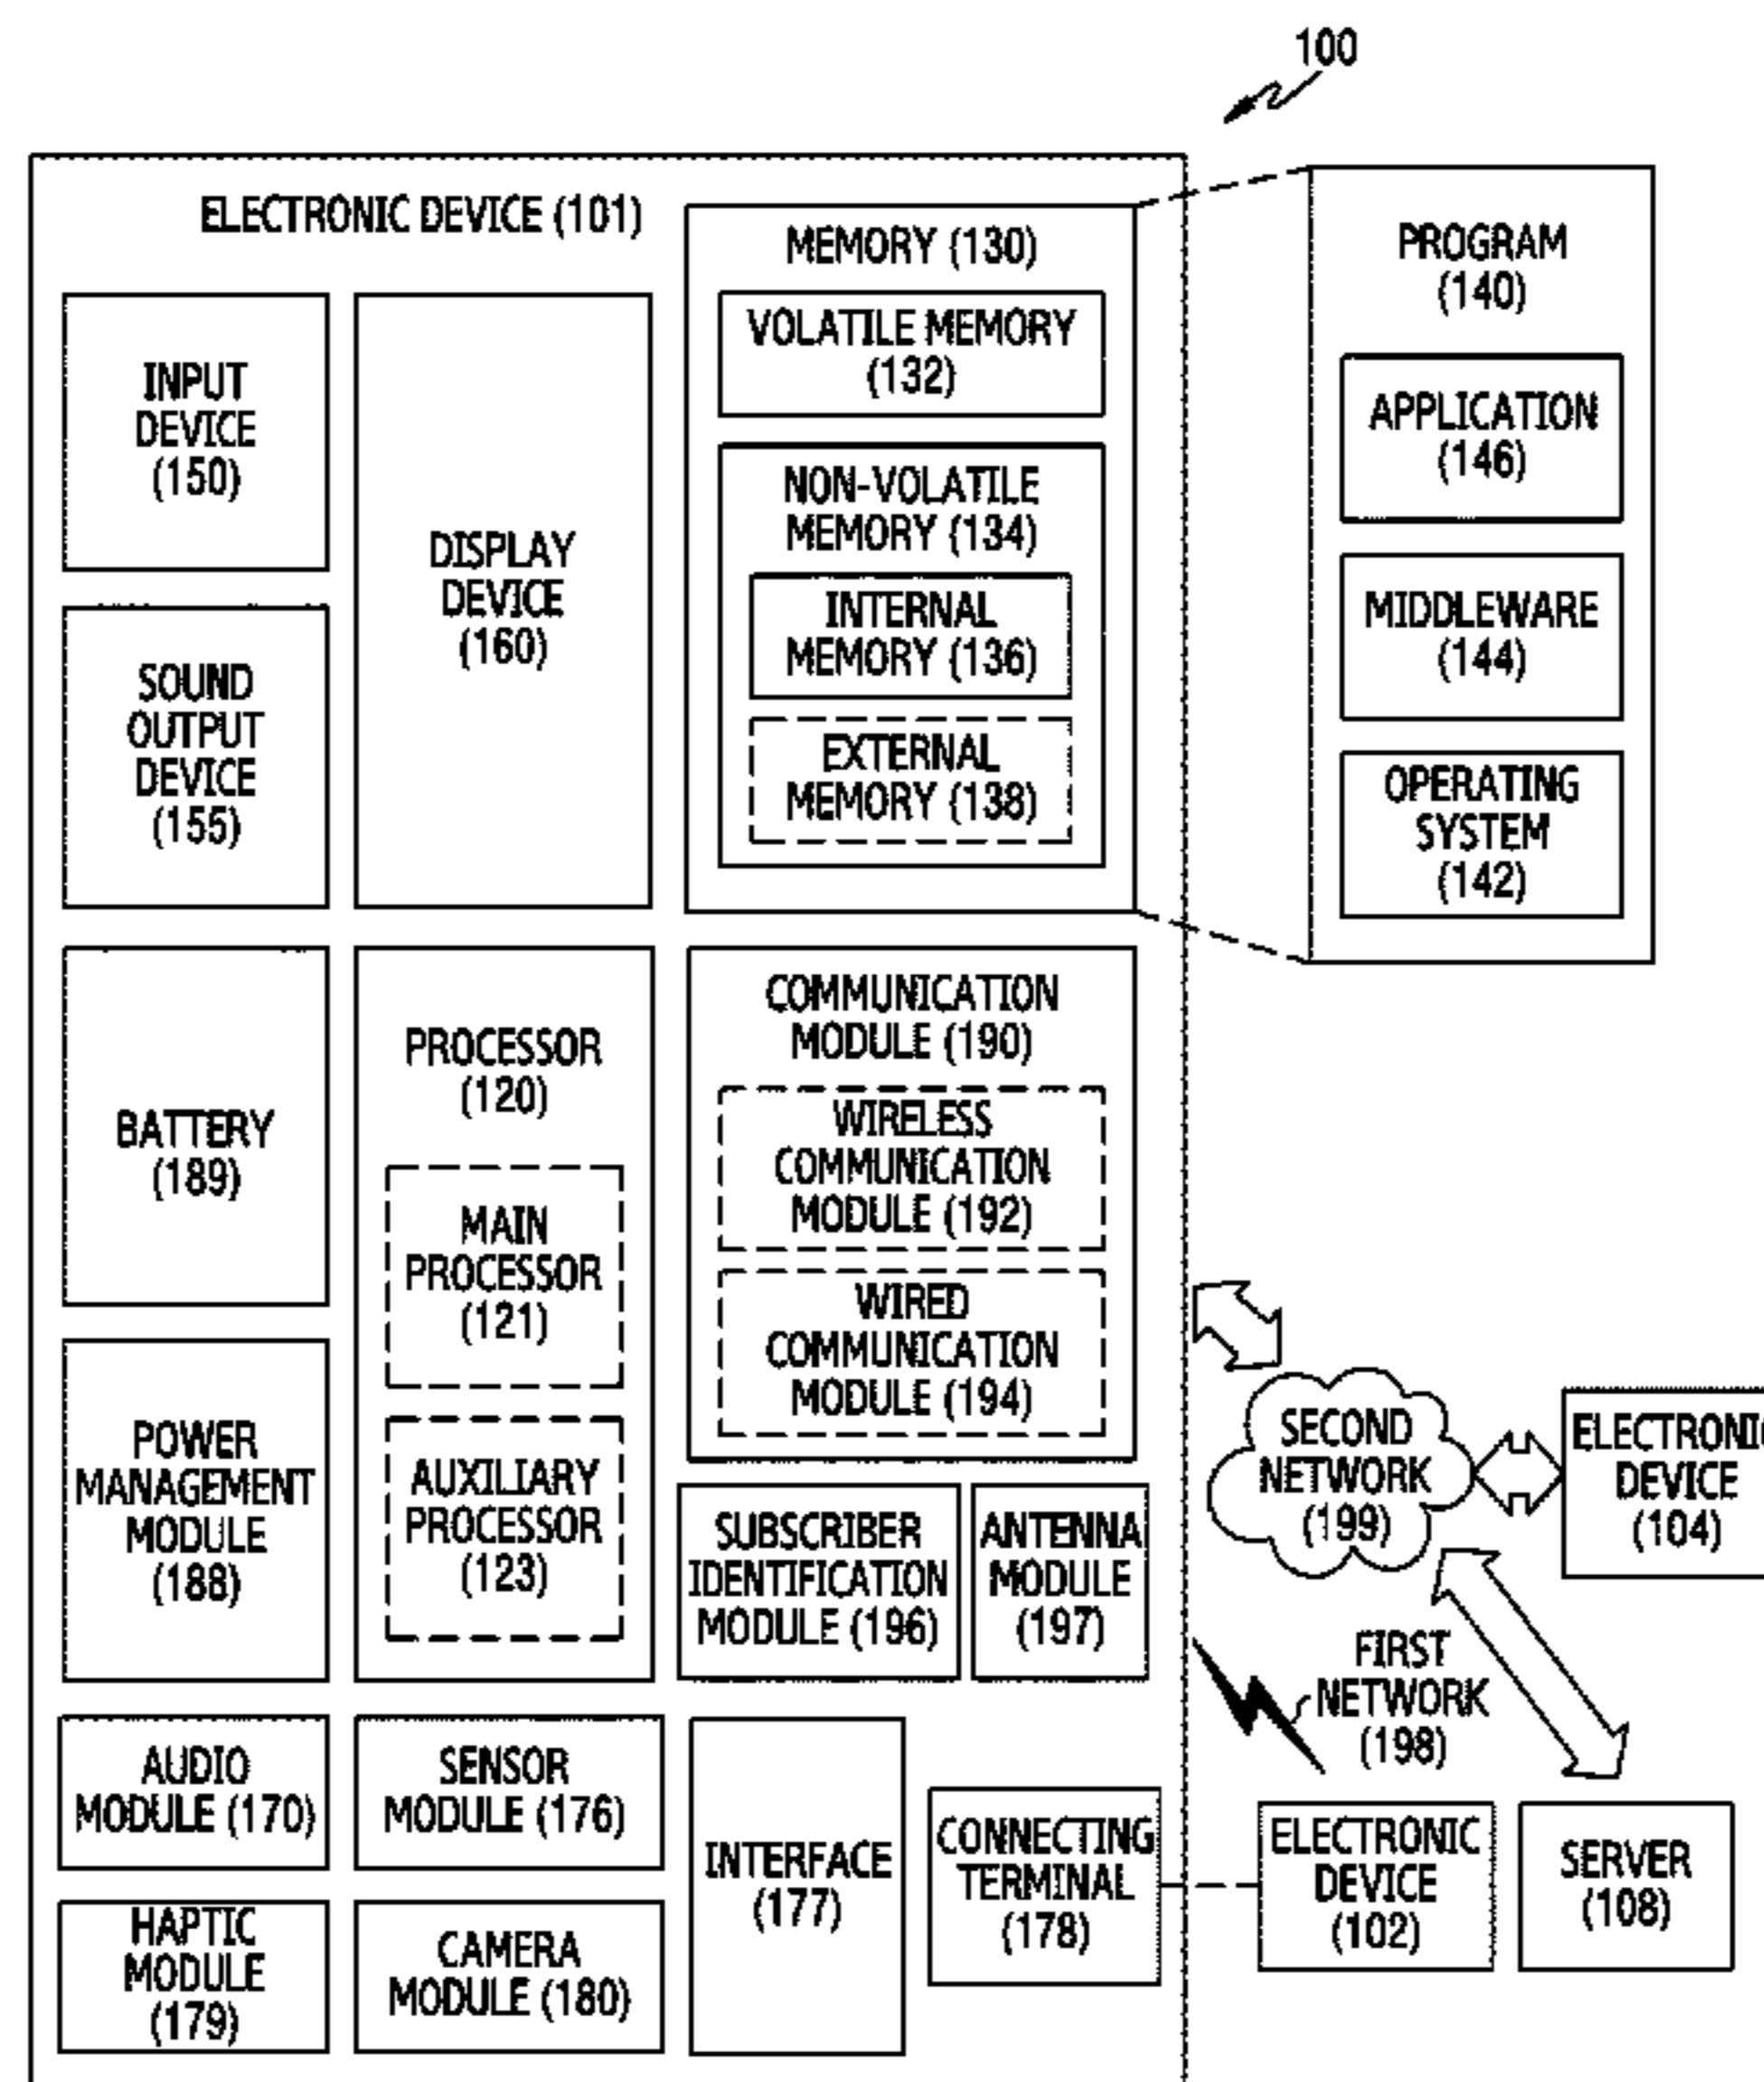 100
ELECTRONIC DEVICE (101)
INPUT
DEVICE
(150)
SOUND
OUTPUT
DEVICE
(155)
DISPLAY
DEVICE
(160)
MEMORY (130)
VOLATILE MEMORY
(132)
NON-VOLATILE
MEMORY (134)
INTERNAL
MEMORY (136)
EXTERNAL
MEMORY (138)
PROGRAM
(140)
APPLICATION
(146)
MIDDLEWARE
(144)
OPERATING
SYSTEM
(142)
BATTERY
(189)
POWER
MANAGEMENT
MODULE
(188)
PROCESSOR
(120)
MAIN
PROCESSOR
(121)
AUXILIARY
PROCESSOR
(123)
COMMUNICATION
MODULE (190)
WIRELESS
COMMUNICATION
MODULE (192)
WIRED
COMMUNICATION
MODULE (194)
SUBSCRIBER
IDENTIFICATION
MODULE (196)
ANTENNA
MODULE
(197)
SECOND
NETWORK
(199)
ELECTRONIC
DEVICE
(104)
FIRST
NETWORK
(198)
AUDIO
MODULE (170)
SENSOR
MODULE (176)
HAPTIC
MODULE
(179)
CAMERA
MODULE (180)
INTERFACE
(177)
CONNECTING
TERMINAL
(178)
ELECTRONIC
DEVICE
(102)
SERVER
(108)